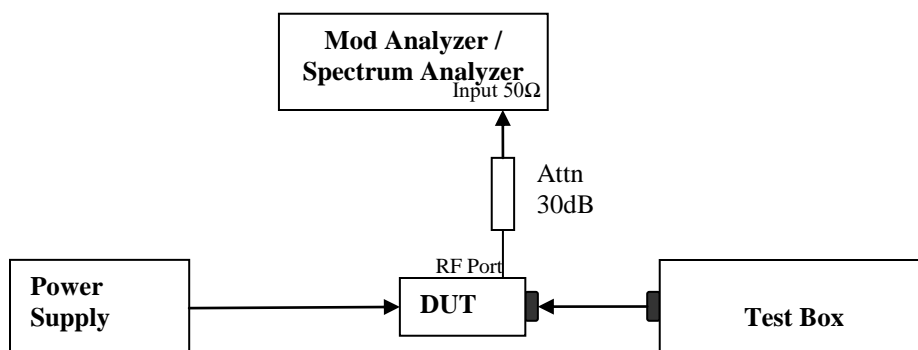 Mod Analyzer /
Spectrum Analyzer
Input 50Ω
Attn
30dB
RF Port
Power
Supply
DUT
Test Box